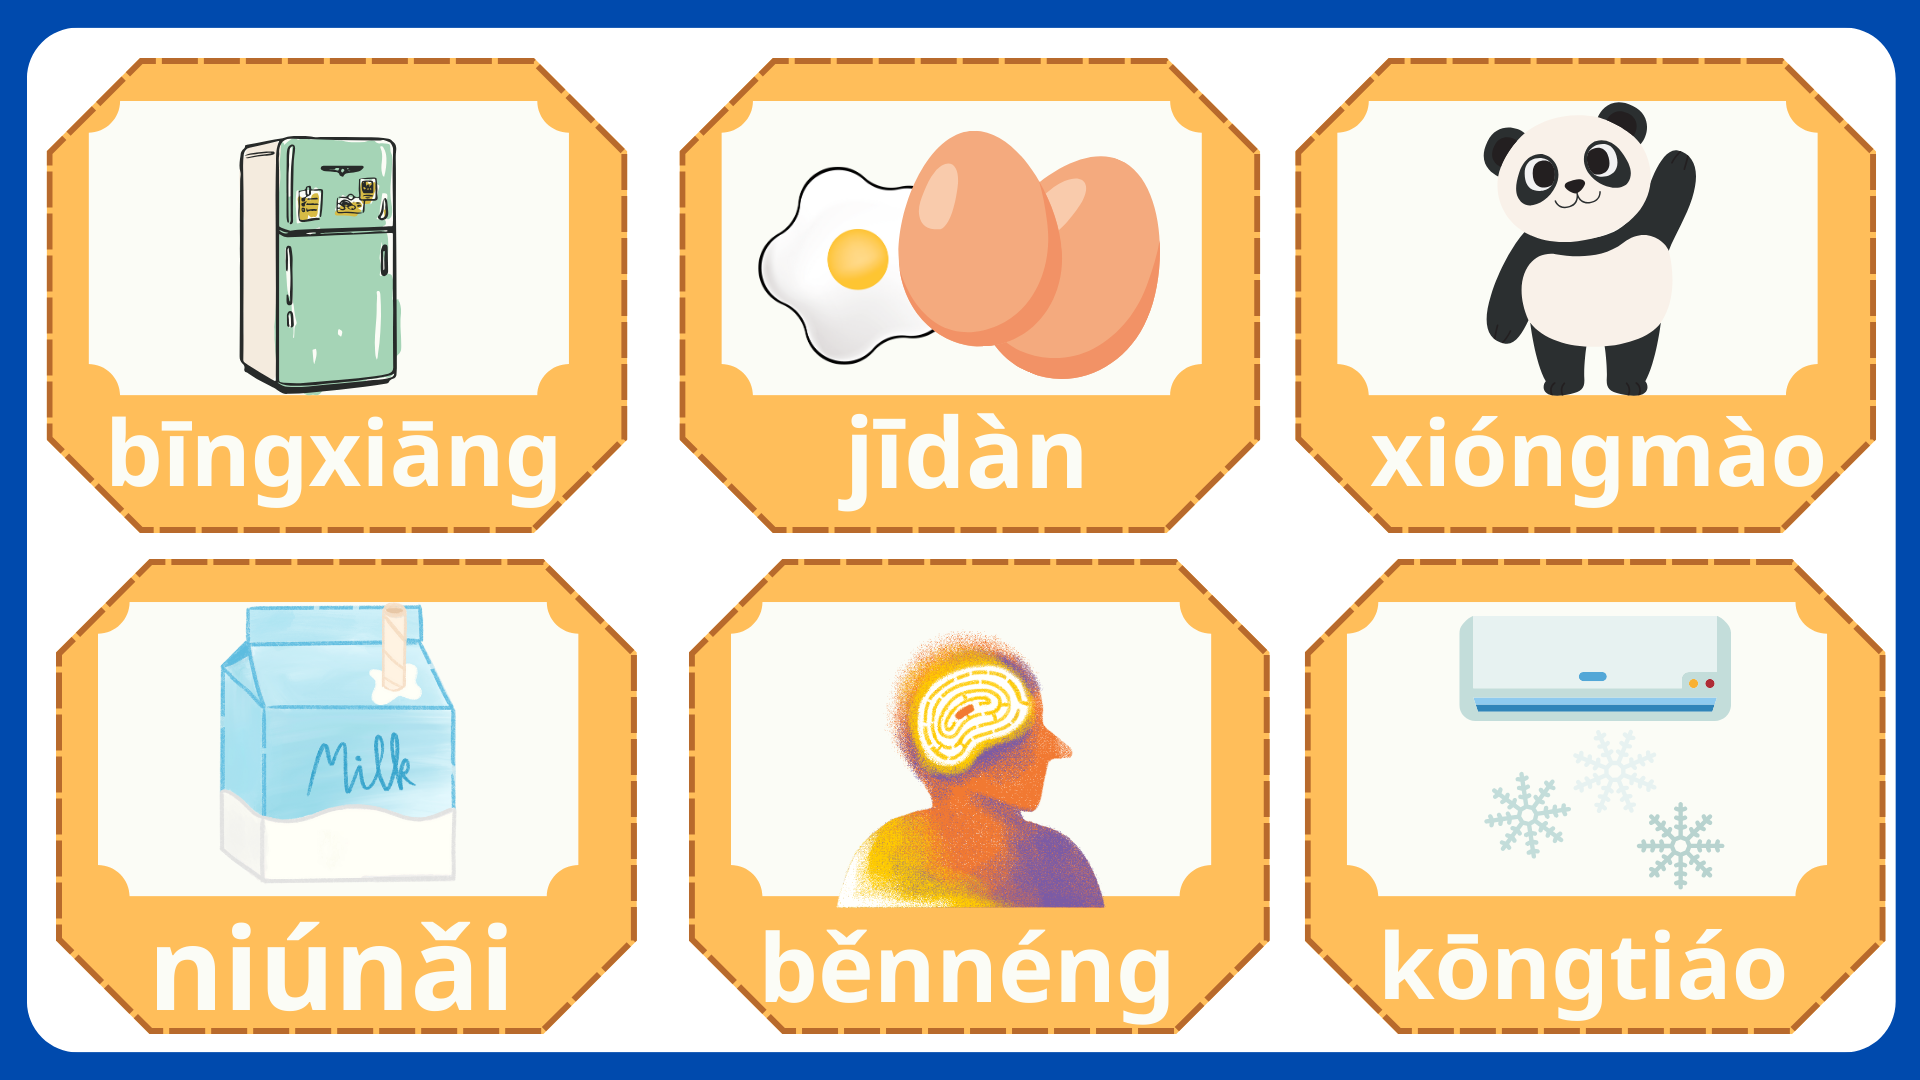 bīngxiāng
jīdàn
xióngmào
Milk
niúnǎi
běnnéng
kōngtiáo